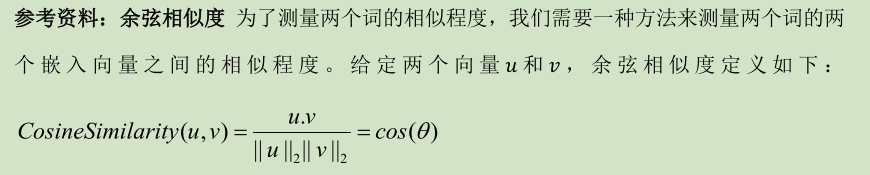 参考资料：余弦相似度 为了测量两个词的相似程度，我们需要一种方法来测量两个词的两
个嵌入向量之间的相似程度。给定两个向量u和v，余弦相似度定义如下：
CosineSimilarity(u,v) = u.v / (||u||₂||v||₂) = cos(θ)